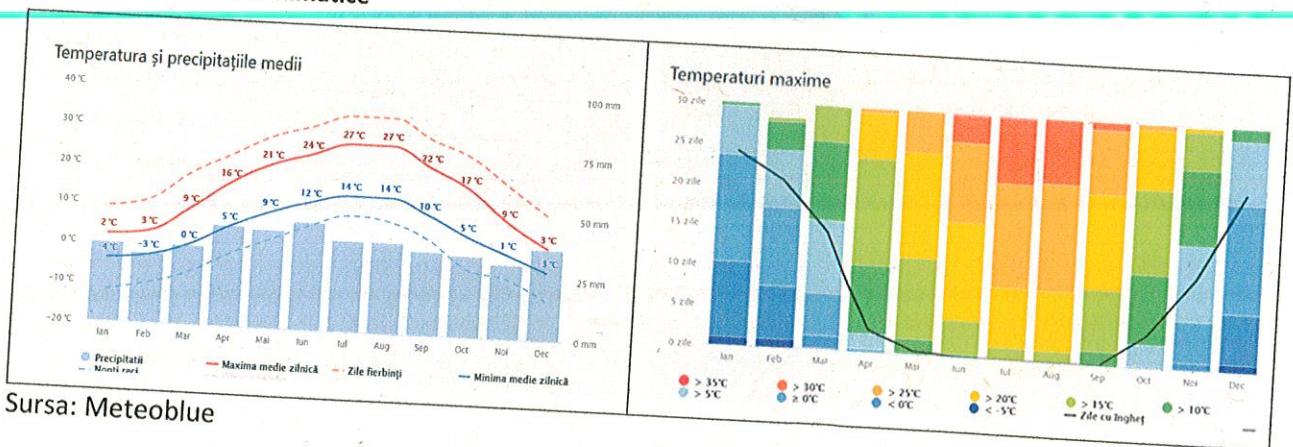 Temperatura și precipitațiile medii
40 °C
30 °C
20 °C
10 °C
0 °C
-10 °C
-20 °C
100 mm
75 mm
50 mm
25 mm
0 mm
2 °C
3 °C
9 °C
16 °C
21 °C
24 °C
27 °C
27 °C
22 °C
17 °C
9 °C
3 °C
-4 °C
-3 °C
0 °C
5 °C
9 °C
12 °C
14 °C
14 °C
10 °C
5 °C
1 °C
-3 °C
Ian Feb Mar Apr Mai Iun Iul Aug Sep Oct Noi Dec
Precipitatii Maxima medie zilnică Zile fierbinți Minima medie zilnică
Nopți reci
Temperaturi maxime
30 zile
25 zile
20 zile
15 zile
10 zile
5 zile
0 zile
Ian Feb Mai Apr Mai Iun Iul Aug Sep Oct Noi Dec
> 35°C > 30°C > 25°C > 20°C > 15°C > 10°C
> 5°C ≥ 0°C < 0°C < -5°C Zile cu îngheț
Sursa: Meteoblue